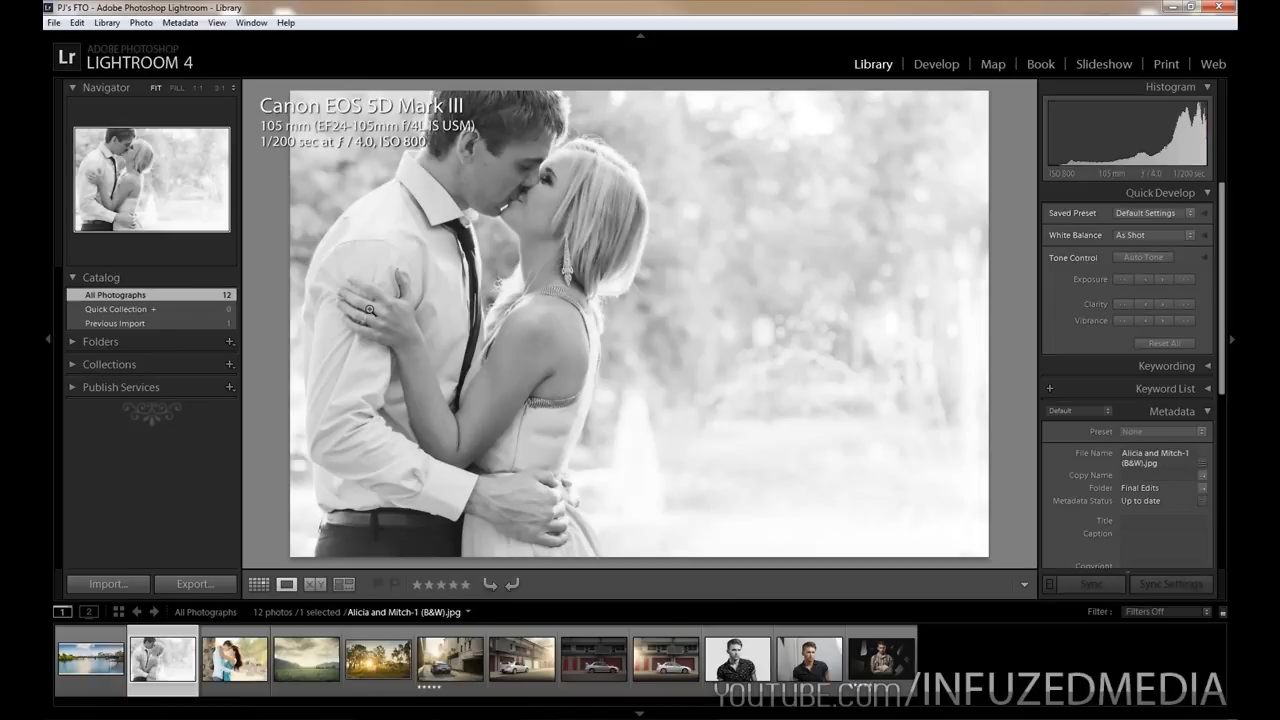 PJ's FTO - Adobe Photoshop Lightroom - Library
File Edit Library Photo Metadata View Window Help
Lr ADOBE PHOTOSHOP
LIGHTROOM 4
Library | Develop | Map | Book | Slideshow | Print | Web
Navigator FIT FILL 1:1 3:1
Canon EOS 5D Mark III
105 mm (EF24-105mm f/4L IS USM)
1/200 sec at ƒ / 4.0, ISO 800
Catalog
All Photographs 12
Quick Collection + 0
Previous Import 1
Folders
Collections
Publish Services
Import...
Export...
Histogram
ISO 800 105 mm ƒ / 4.0 1/200 sec
Quick Develop
Saved Preset Default Settings
White Balance As Shot
Tone Control Auto Tone
Exposure
Clarity
Vibrance
Reset All
Keywording
Keyword List
Default Metadata
Preset None
File Name Alicia and Mitch-1
(B&W).jpg
Copy Name
Folder Final Edits
Metadata Status Up to date
Title
Caption
Copyright
Sync
Sync Settings
X Y
1 2 All Photographs 12 photos / 1 selected / Alicia and Mitch-1 (B&W).jpg
Filter : Filters Off
YOUTUBE.COM/INFUZEDMEDIA